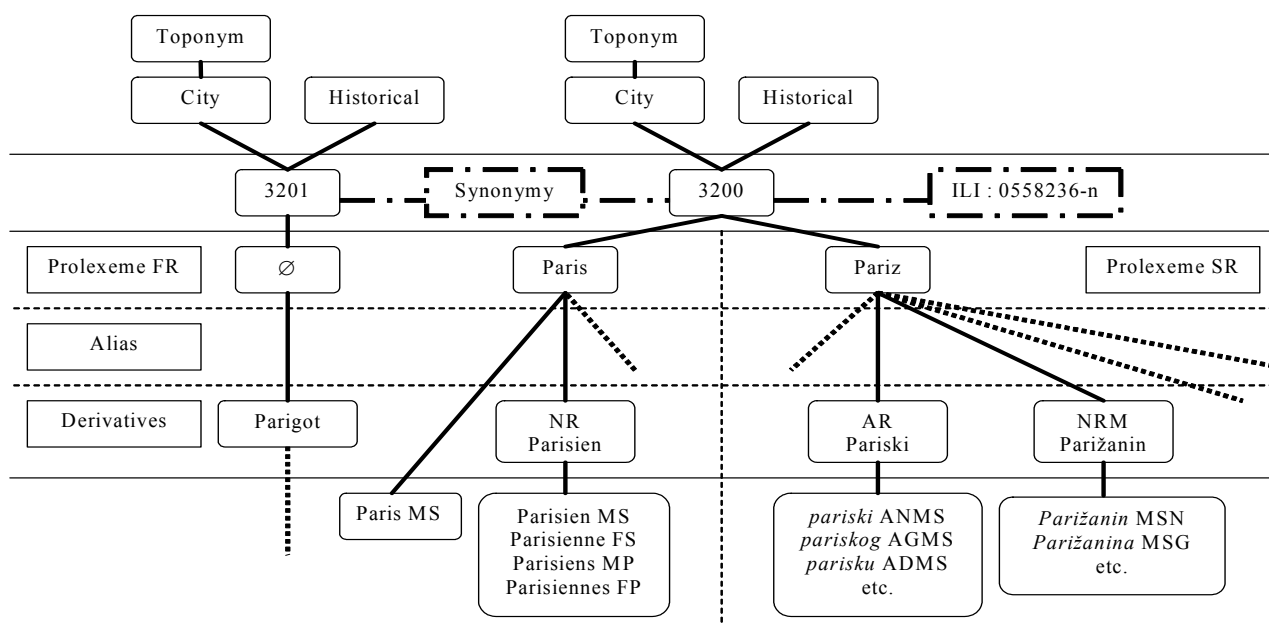 Toponym
Toponym
City
Historical
City
Historical
3201
Synonymy
3200
ILI : 0558236-n
Prolexeme FR
∅
Paris
Pariz
Prolexeme SR
Alias
Derivatives
Parigot
NR
Parisien
AR
Pariski
NRM
Parižanin
Paris MS
Parisien MS
Parisienne FS
Parisiens MP
Parisiennes FP
pariski ANMS
pariskog AGMS
parisku ADMS
etc.
Parižanin MSN
Parižanina MSG
etc.